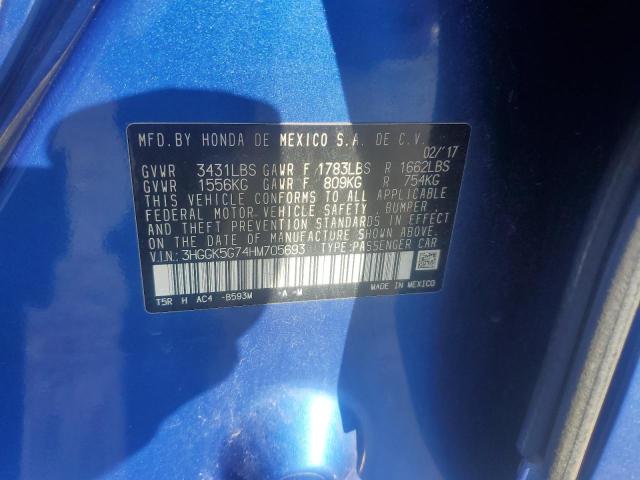 MFD.BY HONDA DE MEXICO S.A. DE C.V.
02/'17
GVWR 3431LBS GAWR F 1783LBS R 1662LBS
GVWR 1556KG GAWR F 809KG R 754KG
THIS VEHICLE CONFORMS TO ALL APPLICABLE
FEDERAL MOTOR VEHICLE SAFETY, BUMPER
AND THEFT PREVENTION STANDARDS IN EFFECT
ON THE DATE OF MANUFACTURE SHOWN ABOVE.
V.I.N.: 3HGGK5G74HM705693 TYPE:PASSENGER CAR
T5R H AC4 -B593M -A -M MADE IN MEXICO